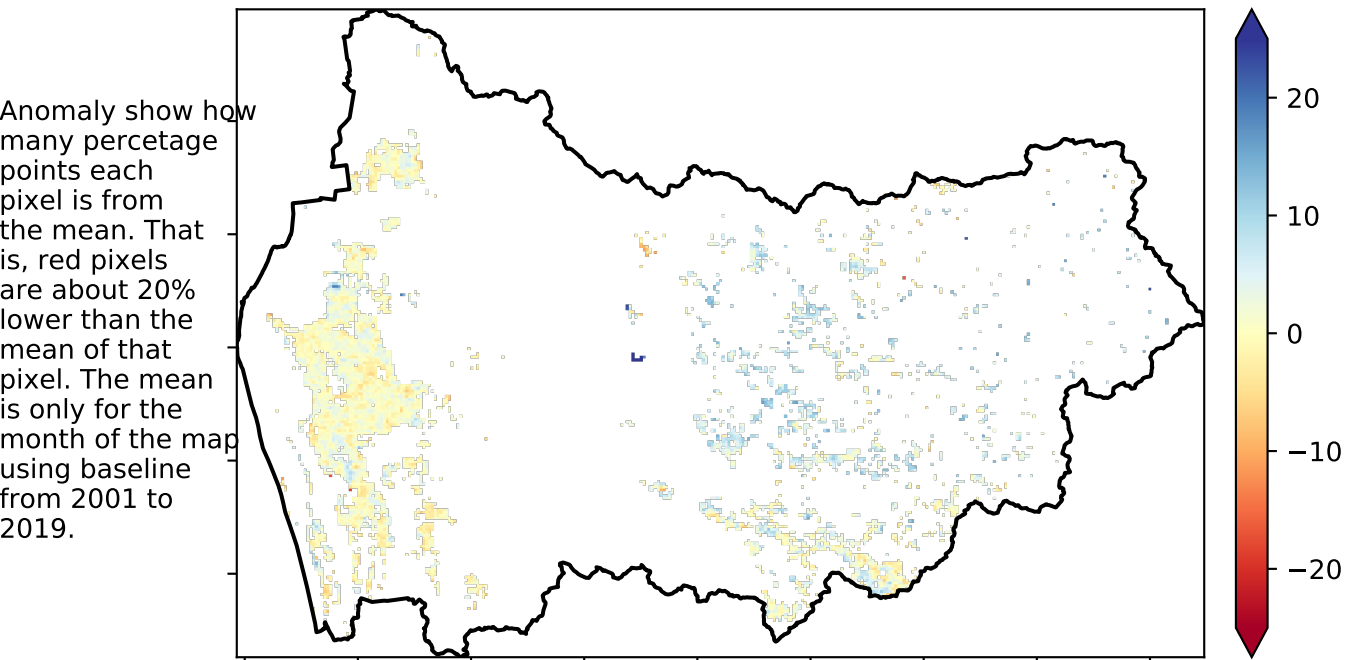 Anomaly show how
many percetage
points each
pixel is from
the mean. That
is, red pixels
are about 20%
lower than the
mean of that
pixel. The mean
is only for the
month of the map
using baseline
from 2001 to
2019.
20
10
0
−10
−20